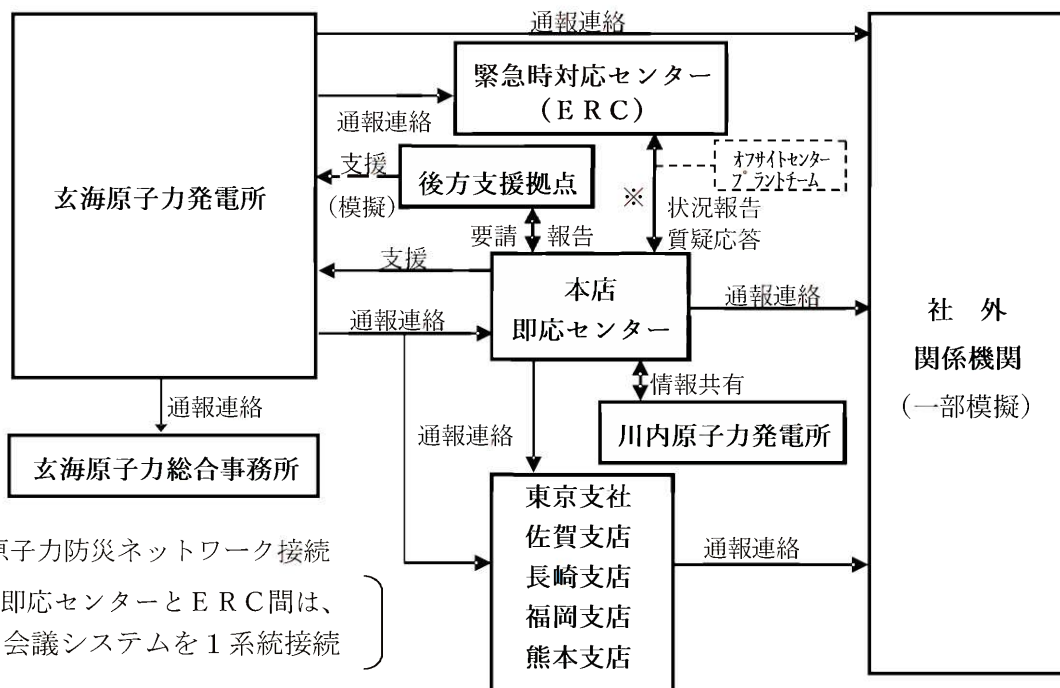 通報連絡
緊急時対応センター
（ＥＲＣ）
通報連絡
オフサイトセンター
プラントチーム
玄海原子力発電所
支援
（模擬）
後方支援拠点
※
状況報告
質疑応答
要請
報告
支援
本店
即応センター
通報連絡
通報連絡
社　外
関係機関
（一部模擬）
情報共有
通報連絡
川内原子力発電所
通報連絡
玄海原子力総合事務所
東京支社
佐賀支店
長崎支店
福岡支店
熊本支店
通報連絡
原子力防災ネットワーク接続
即応センターとＥＲＣ間は、
会議システムを１系統接続